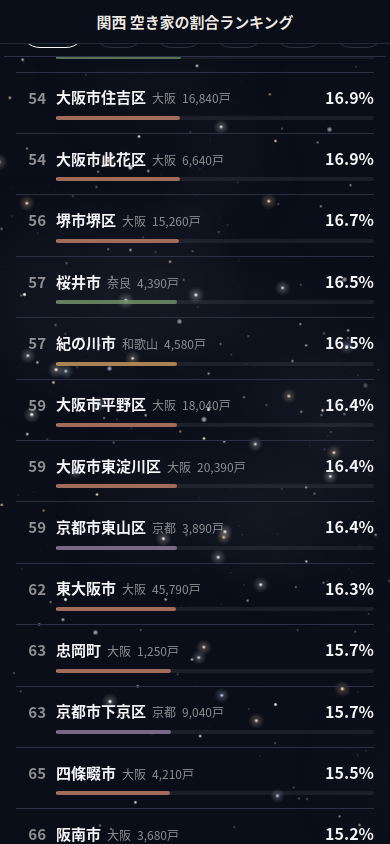 関西 空き家の割合ランキング
54 大阪市住吉区 大阪 16,840戸 16.9%
54 大阪市此花区 大阪 6,640戸 16.9%
56 堺市堺区 大阪 15,260戸 16.7%
57 桜井市 奈良 4,390戸 16.5%
57 紀の川市 和歌山 4,580戸 16.5%
59 大阪市平野区 大阪 18,040戸 16.4%
59 大阪市東淀川区 大阪 20,390戸 16.4%
59 京都市東山区 京都 3,890戸 16.4%
62 東大阪市 大阪 45,790戸 16.3%
63 忠岡町 大阪 1,250戸 15.7%
63 京都市下京区 京都 9,040戸 15.7%
65 四條畷市 大阪 4,210戸 15.5%
66 阪南市 大阪 3,680戸 15.2%